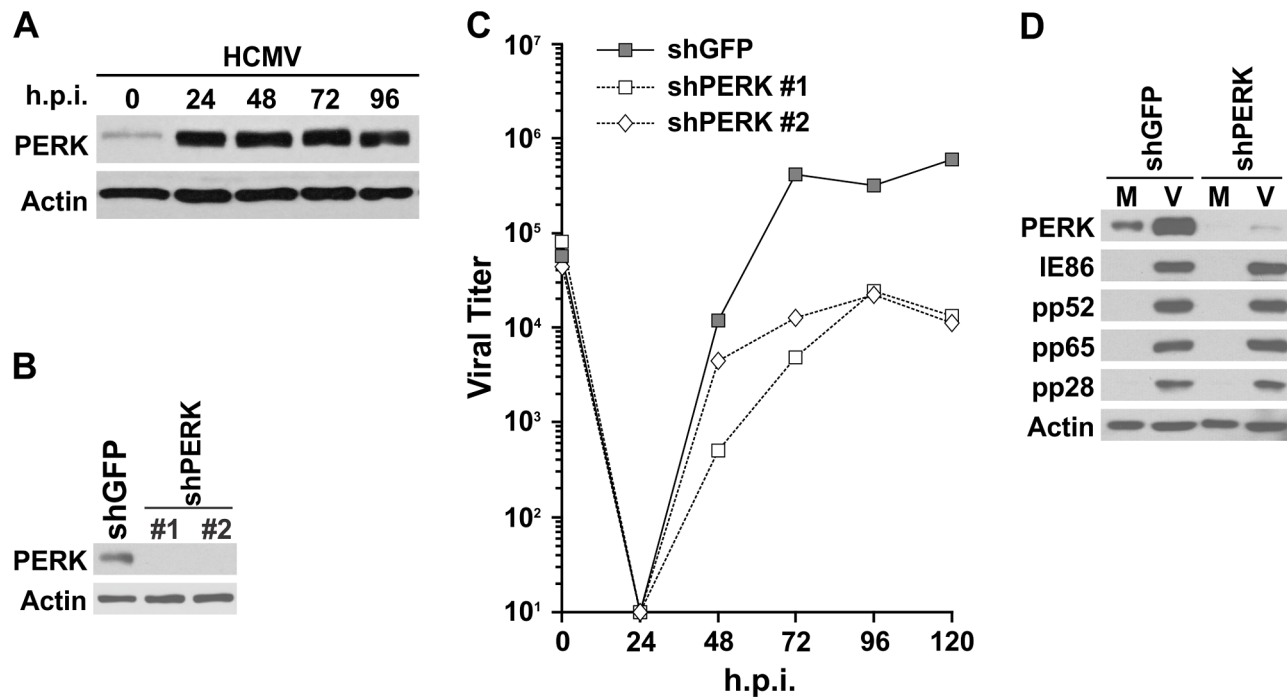 A
HCMV
h.p.i. 0 24 48 72 96
PERK
Actin
B
shGFP
shPERK
#1 #2
PERK
Actin
C
shGFP
shPERK #1
shPERK #2
Viral Titer
10⁷
10⁶
10⁵
10⁴
10³
10²
10¹
0 24 48 72 96 120
h.p.i.
D
shGFP shPERK
M V M V
PERK
IE86
pp52
pp65
pp28
Actin